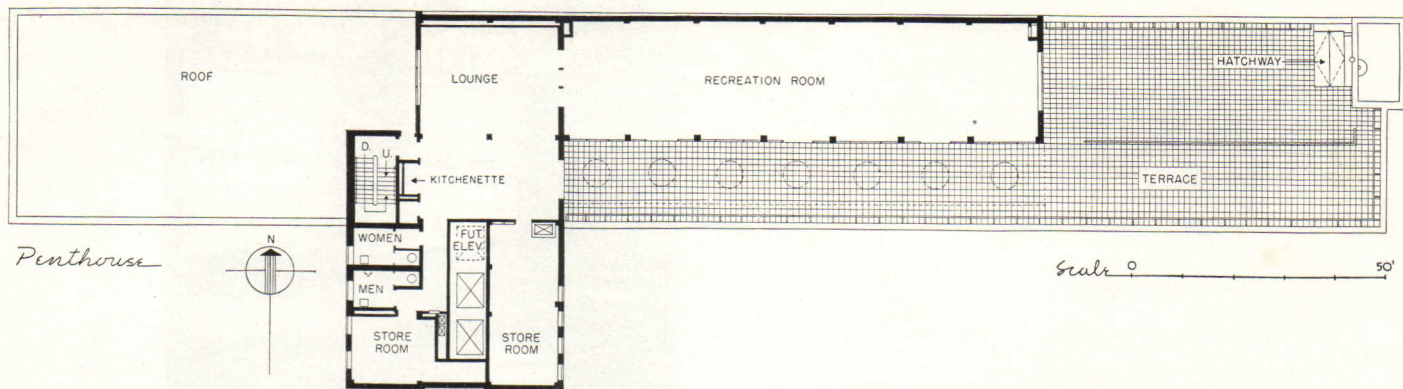 ROOF
LOUNGE
RECREATION ROOM
HATCHWAY
D.
U.
KITCHENETTE
TERRACE
WOMEN
FUT.
ELEV.
Penthouse
N
Scale 0 50'
MEN
STORE
ROOM
STORE
ROOM